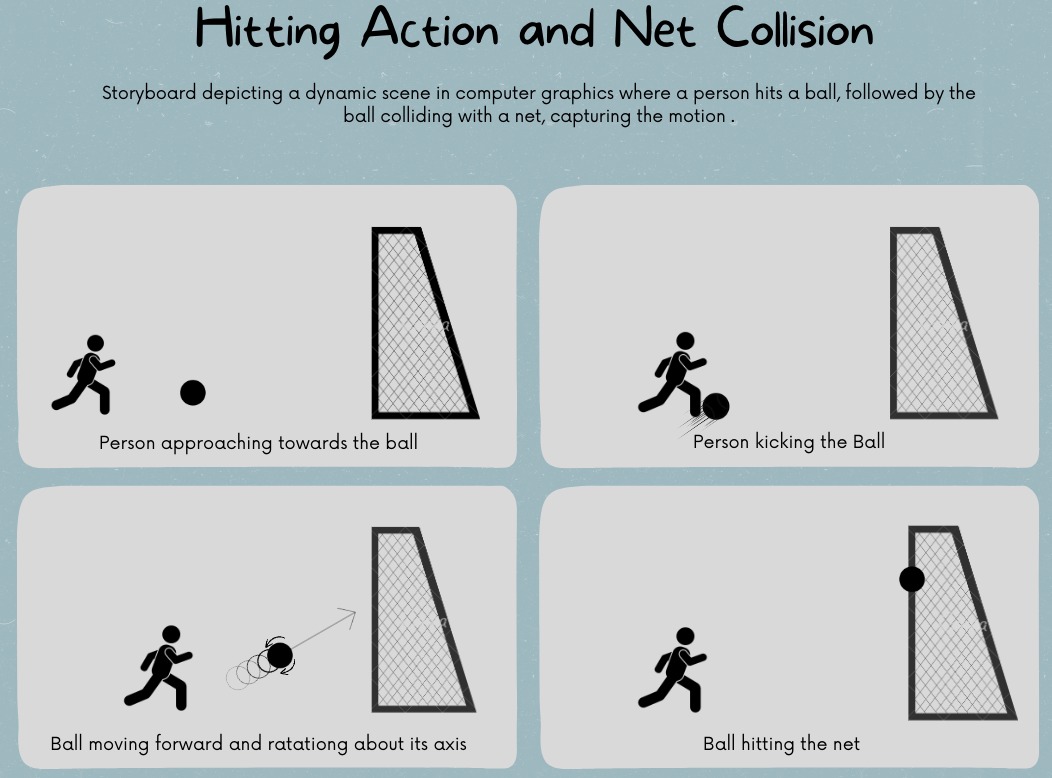 Hitting Action and Net Collision
Storyboard depicting a dynamic scene in computer graphics where a person hits a ball, followed by the
ball colliding with a net, capturing the motion .
Person approaching towards the ball
Person kicking the Ball
Ball moving forward and ratationg about its axis
Ball hitting the net